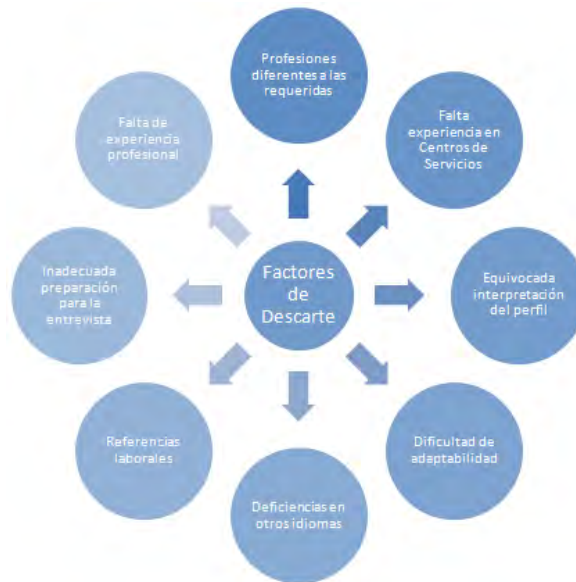 Profesiones
diferentes a las
requeridas
Falta
experiencia en
Centros de
Servicios
Equivocada
interpretación
del perfil
Dificultad de
adaptabilidad
Deficiencias en
otros idiomas
Referencias
laborales
Inadecuada
preparación
para la
entrevista
Falta de
experiencia
profesional
Factores
de
Descarte